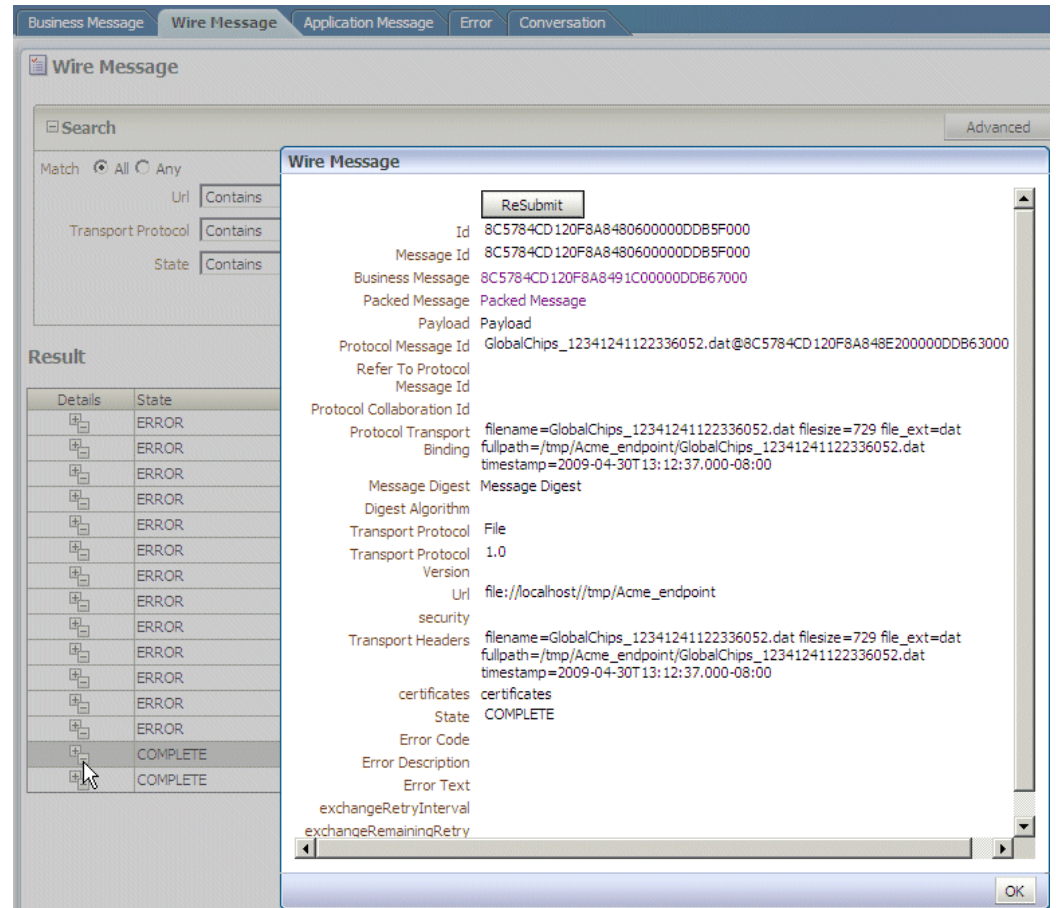 Business Message Wire Message Application Message Error Conversation
Wire Message
Search Advanced
Match All Any
Url Contains
Transport Protocol Contains
State Contains
Result
Details State
ERROR
ERROR
ERROR
ERROR
ERROR
ERROR
ERROR
ERROR
ERROR
ERROR
ERROR
ERROR
ERROR
COMPLETE
COMPLETE
Wire Message
ReSubmit
Id 8C5784CD120F8A8480600000DDB5F000
Message Id 8C5784CD120F8A8480600000DDB5F000
Business Message 8C5784CD120F8A8491C00000DDB67000
Packed Message Packed Message
Payload Payload
Protocol Message Id GlobalChips_12341241122336052.dat@8C5784CD120F8A848E200000DDB63000
Refer To Protocol
Message Id
Protocol Collaboration Id
Protocol Transport filename=GlobalChips_12341241122336052.dat filesize=729 file_ext=dat
Binding fullpath=/tmp/Acme_endpoint/GlobalChips_12341241122336052.dat
timestamp=2009-04-30T13:12:37.000-08:00
Message Digest Message Digest
Digest Algorithm
Transport Protocol File
Transport Protocol 1.0
Version
Url file://localhost//tmp/Acme_endpoint
security
Transport Headers filename=GlobalChips_12341241122336052.dat filesize=729 file_ext=dat
fullpath=/tmp/Acme_endpoint/GlobalChips_12341241122336052.dat
timestamp=2009-04-30T13:12:37.000-08:00
certificates certificates
State COMPLETE
Error Code
Error Description
Error Text
exchangeRetryInterval
exchangeRemainingRetry
OK